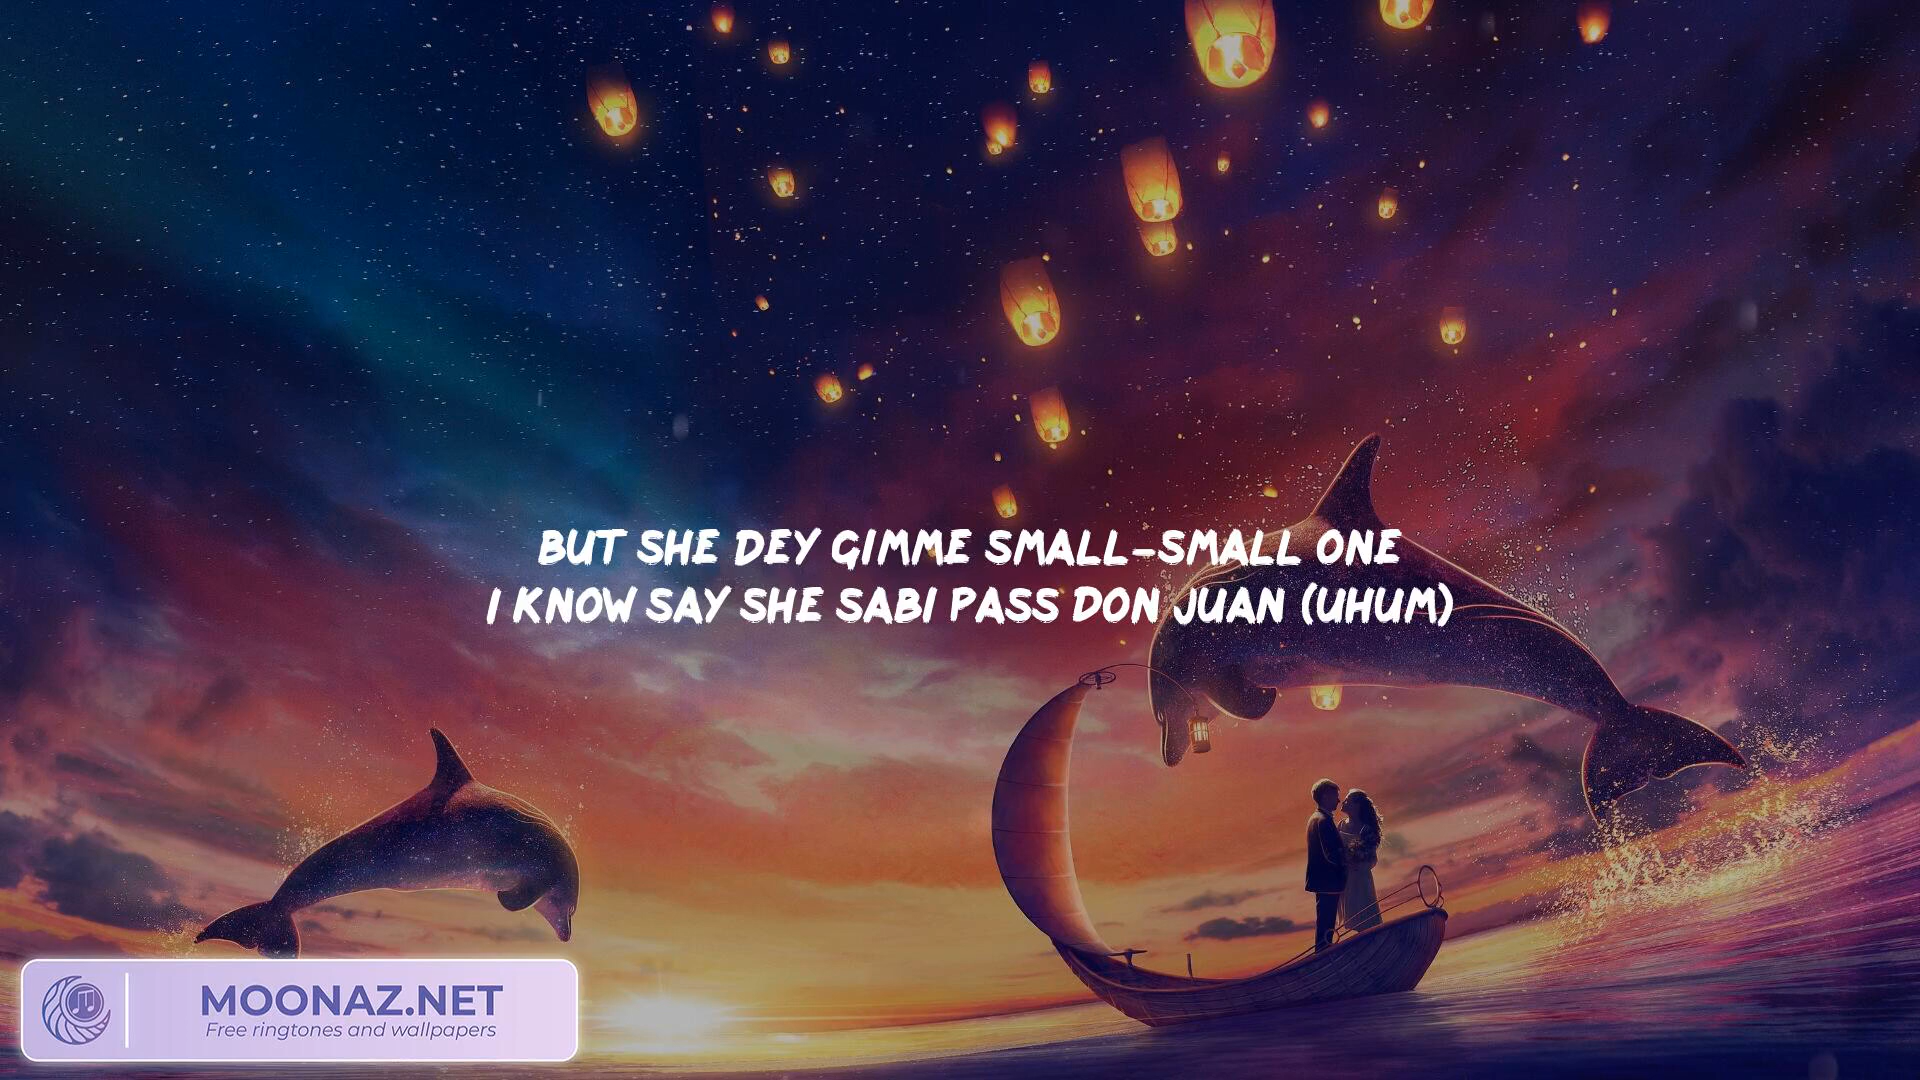 BUT SHE DEY GIMME SMALL-SMALL ONE
I KNOW SAY SHE SABI PASS DON JUAN (UHUM)
MOONAZ.NET
Free ringtones and wallpapers